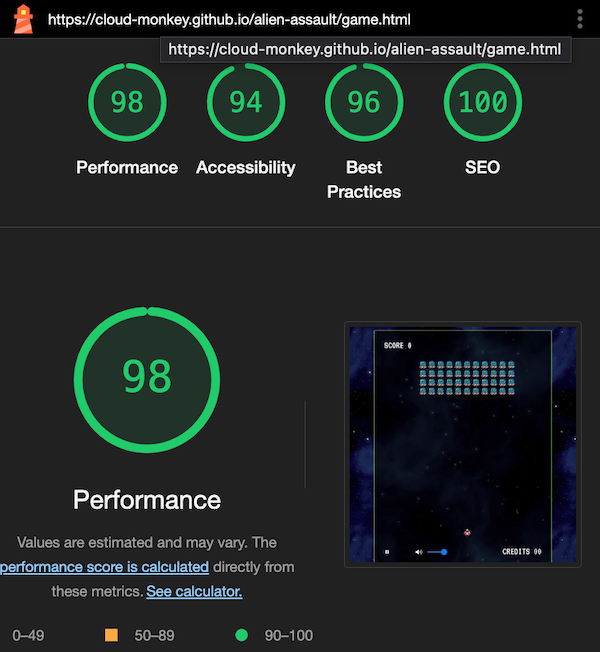 https://cloud-monkey.github.io/alien-assault/game.html
https://cloud-monkey.github.io/alien-assault/game.html
98 94 96 100
Performance Accessibility Best Practices SEO
98
SCORE 0
CREDITS 00
Performance
Values are estimated and may vary. The
performance score is calculated directly from
these metrics. See calculator.
0–49 50–89 90–100